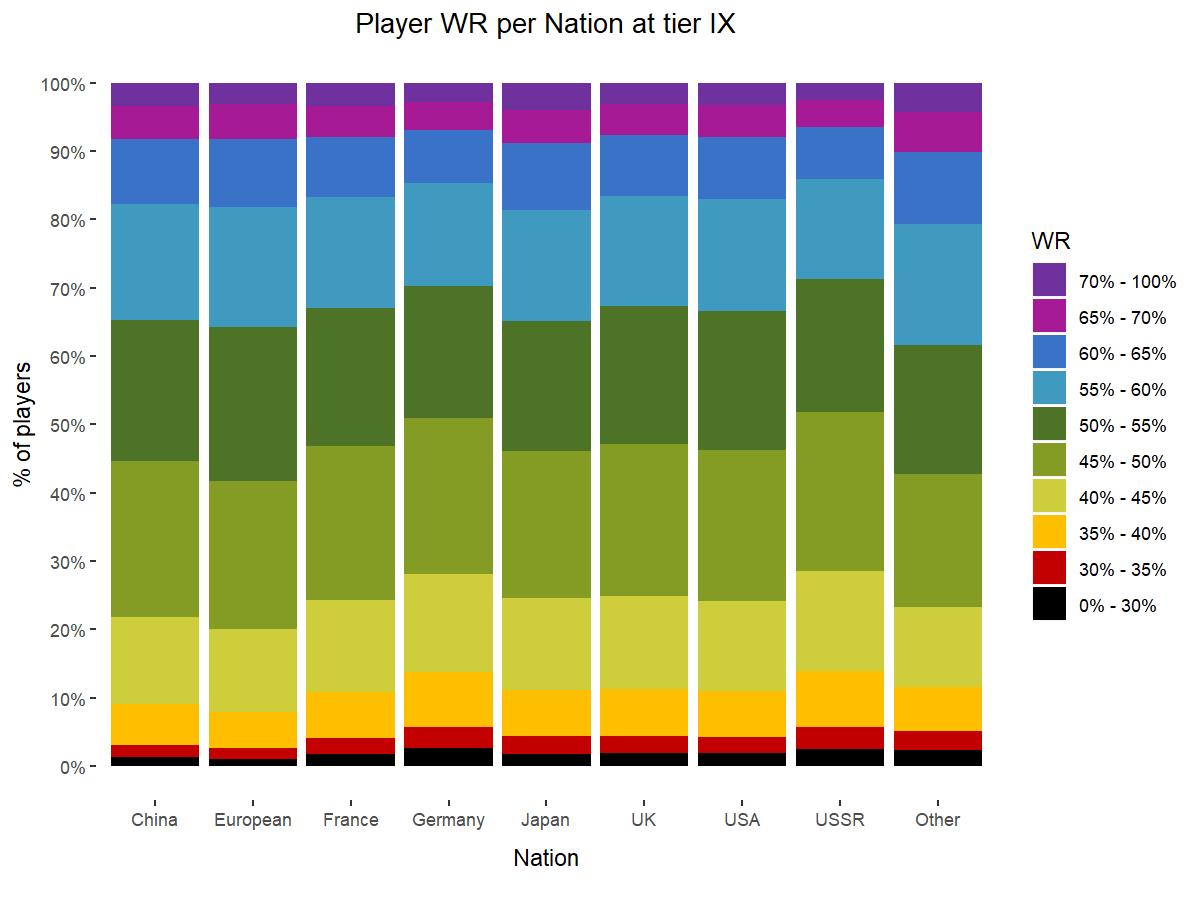 Player WR per Nation at tier IX
100%
90%
80%
70%
60%
50%
40%
30%
20%
10%
0%
% of players
China European France Germany Japan UK USA USSR Other
Nation
WR
70% - 100%
65% - 70%
60% - 65%
55% - 60%
50% - 55%
45% - 50%
40% - 45%
35% - 40%
30% - 35%
0% - 30%